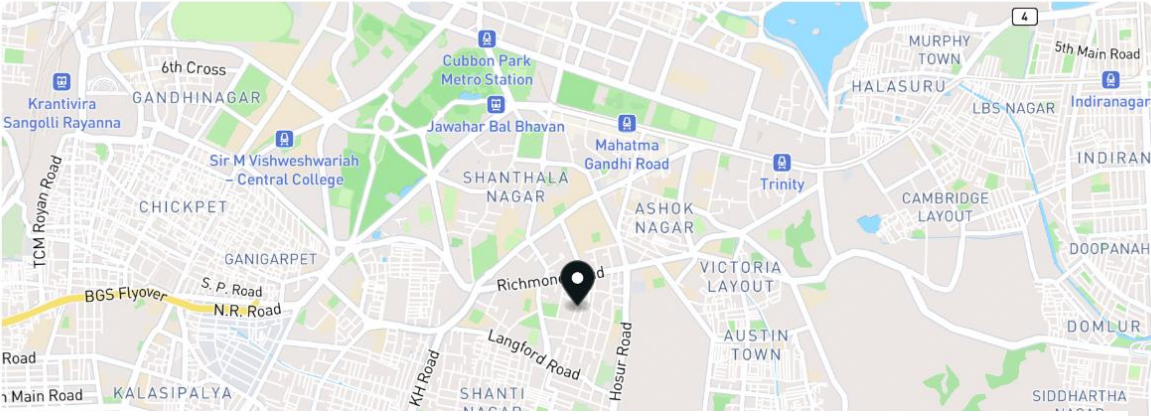 4
MURPHY
TOWN
5th Main Road
Cubbon Park
Metro Station
6th Cross
GANDHINAGAR
Krantivira
Sangolli Rayanna
HALASURU
LBS NAGAR
Indiranagar
Jawahar Bal Bhavan
Mahatma
Gandhi Road
Sir M Vishweshwariah
– Central College
Trinity
INDIRAN
SHANTHALA
NAGAR
CHICKPET
TCM Royan Road
ASHOK
NAGAR
CAMBRIDGE
LAYOUT
DOOPANAH
GANIGARPET
Richmon
d
VICTORIA
LAYOUT
S. P. Road
BGS Flyover
N.R. Road
DOMLUR
Langford Road
Hosur Road
AUSTIN
TOWN
Road
KH Road
n Main Road
KALASIPALYA
SHANTI
NAGAR
SIDDHARTHA
NAGAR